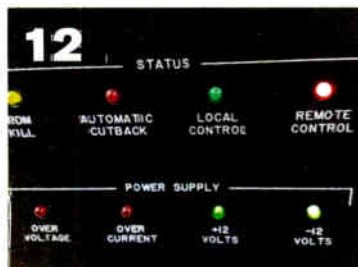 12
STATUS
KILL
AUTOMATIC CUTBACK
LOCAL CONTROL
REMOTE CONTROL
POWER SUPPLY
OVER VOLTAGE
OVER CURRENT
+12 VOLTS
-12 VOLTS